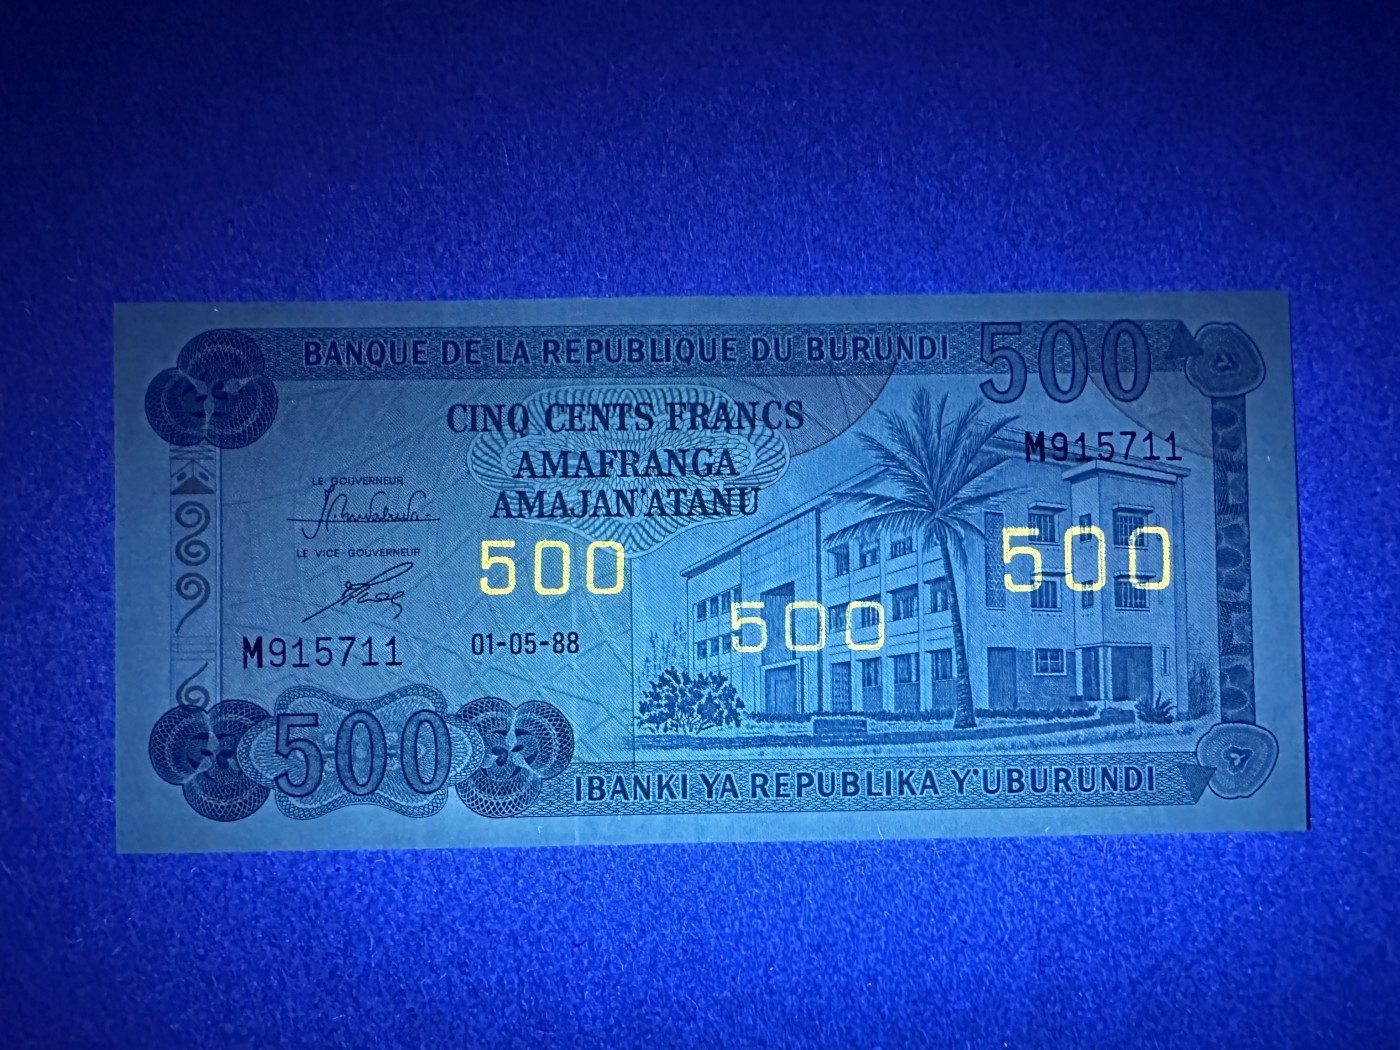 BANQUE DE LA REPUBLIQUE DU BURUNDI
500
CINQ CENTS FRANCS
AMAFRANGA
AMAJAN'ATANU
M915711
LE GOUVERNEUR
LE VICE-GOUVERNEUR
500
500
500
M915711
01-05-88
500
IBANKI YA REPUBLIKA Y'UBURUNDI